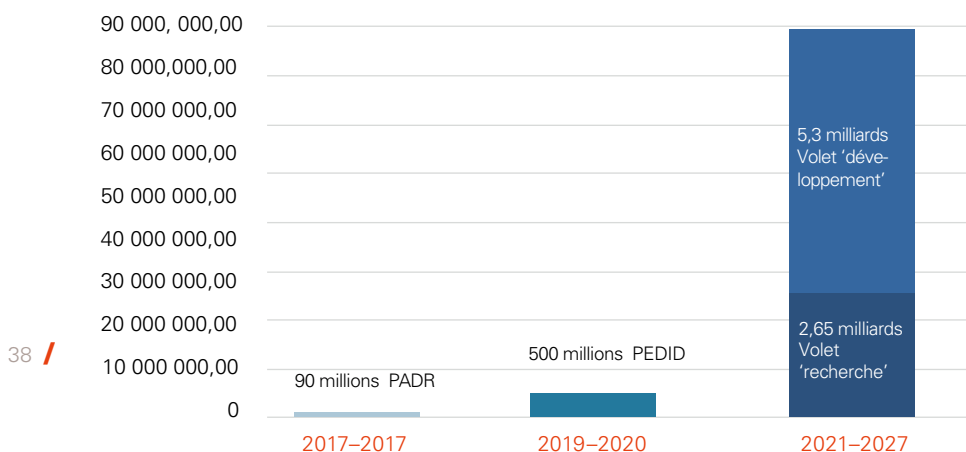 90 000, 000,00
80 000,000,00
70 000 000,00
60 000 000,00
50 000 000,00
40 000 000,00
30 000 000,00
20 000 000,00
10 000 000,00
0
38 /
90 millions PADR
500 millions PEDID
5,3 milliards
Volet ‘déve-
loppement’
2,65 milliards
Volet
‘recherche’
2017–2017
2019–2020
2021–2027